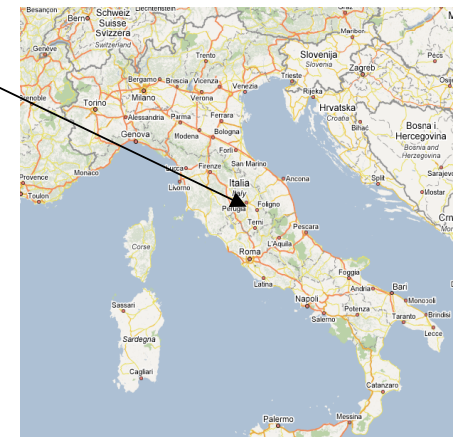 Besançon
Bern
Schweiz
Suisse
Svizzera
Switzerland
Liechtenstein
Maribor
Genève
Trento
Slovenija
Slovenia
Zagreb
Pécs
Bergamo
Brescia
Vicenza
Trieste
Milano
Verona
Venezia
Rijeka
Hrvatska
Croatia
Grenoble
Torino
Alessandria
Parma
Ferrara
Modena
Bihać
Bosna i
Hercegovina
Bosnia and
Herzegovina
Genova
Bologna
Forlì
Provence
Monaco
Lucca
Firenze
San Marino
Sarajevo
Toulon
Livorno
Italia
Italy
Ancona
Split
Mostar
Perugia
Foligno
Terni
Pescara
Corse
L'Aquila
Roma
Latina
Foggia
Andria
Bari
Napoli
Monopoli
Sassari
Salerno
Potenza
Taranto
Brindisi
Lecce
Sardegna
Cagliari
Catanzaro
Palermo
Messina